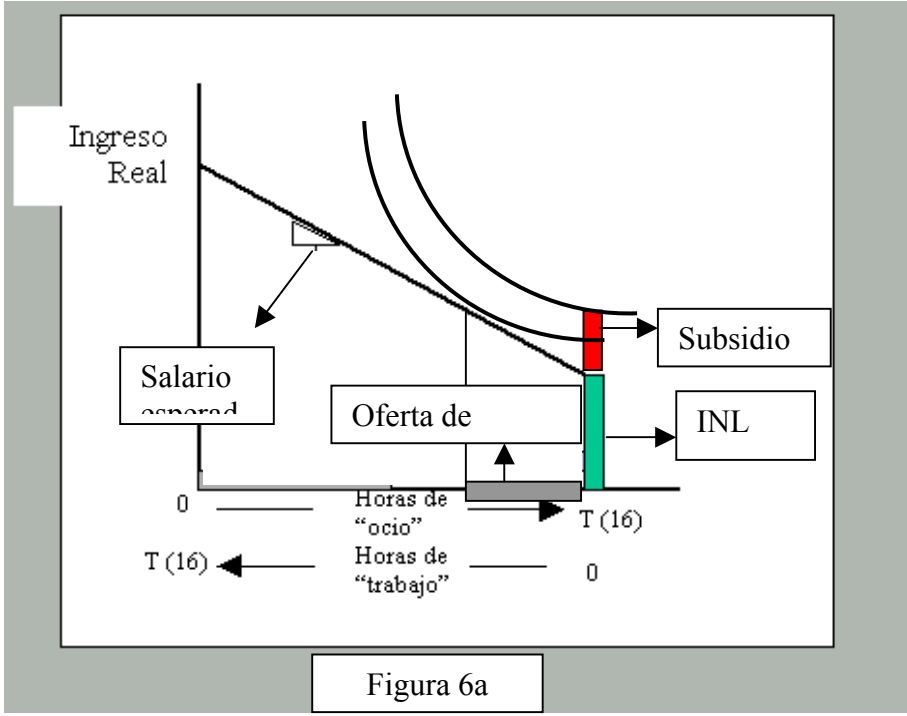 Ingreso
Real
Salario
Oferta de
Subsidio
INL
0
Horas de
“ocio”
T (16)
T (16)
Horas de
“trabajo”
0
Figura 6a